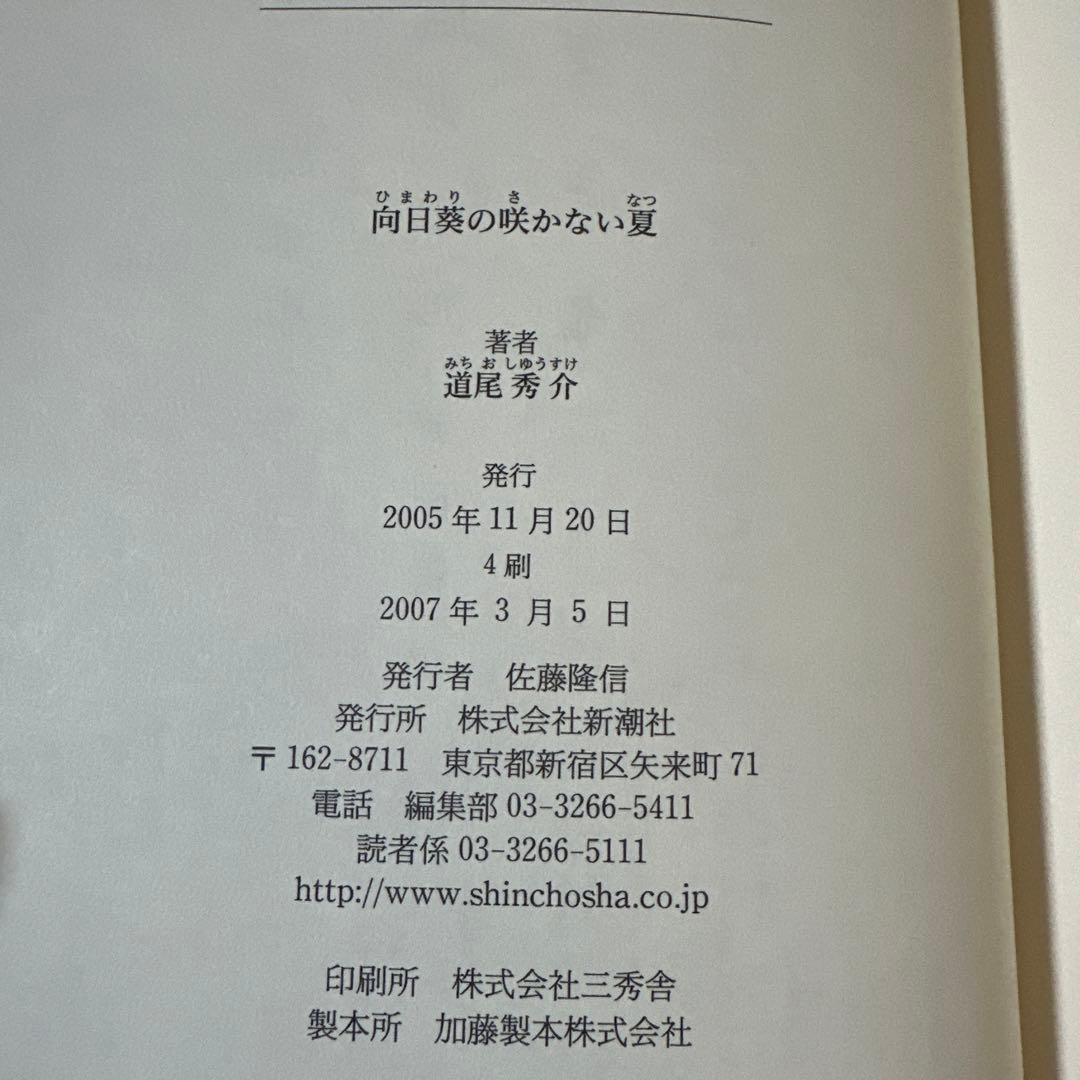 ひまわり さ なつ
向日葵の咲かない夏
著者
みち お しゆうすけ
道尾秀介
発行
2005年11月20日
4刷
2007年3月5日
発行者 佐藤隆信
発行所 株式会社新潮社
〒162-8711 東京都新宿区矢来町71
電話 編集部03-3266-5411
読者係03-3266-5111
http://www.shinchosha.co.jp
印刷所 株式会社三秀舎
製本所 加藤製本株式会社